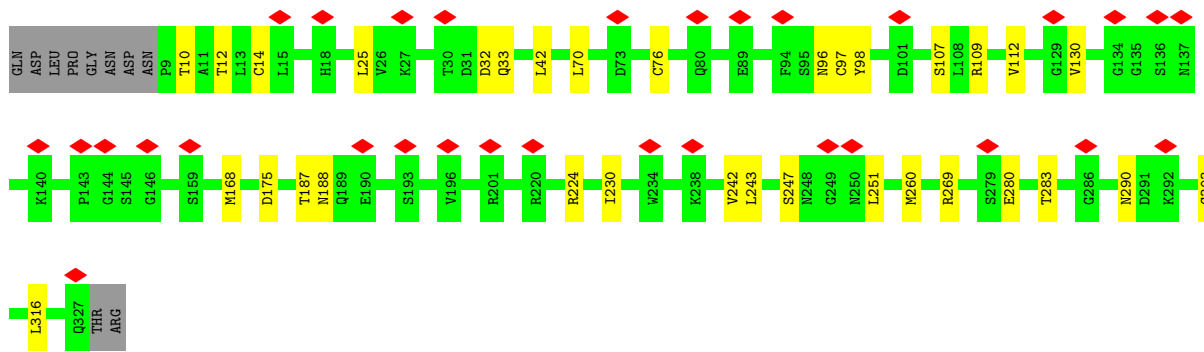 GLN ASP LEU PRO GLY ASN ASP ASN P9 T10 A11 T12 L13 C14 L15 H18 L25 V26 K27 T30 D31 D32 Q33 L42 L70 D73 C76 Q80 E89 F94 S95 N96 C97 Y98 D101 S107 L108 R109 V112 G129 V130 G134 G135 S136 N137
K140 P143 G144 S145 G146 S159 M168 D175 T187 N188 Q189 E190 S193 V196 R201 R220 R224 I230 W234 K238 V242 L243 S247 N248 G249 N250 L251 M260 R269 S279 E280 T283 G286 N290 D291 K292
L316 Q327 THR ARG